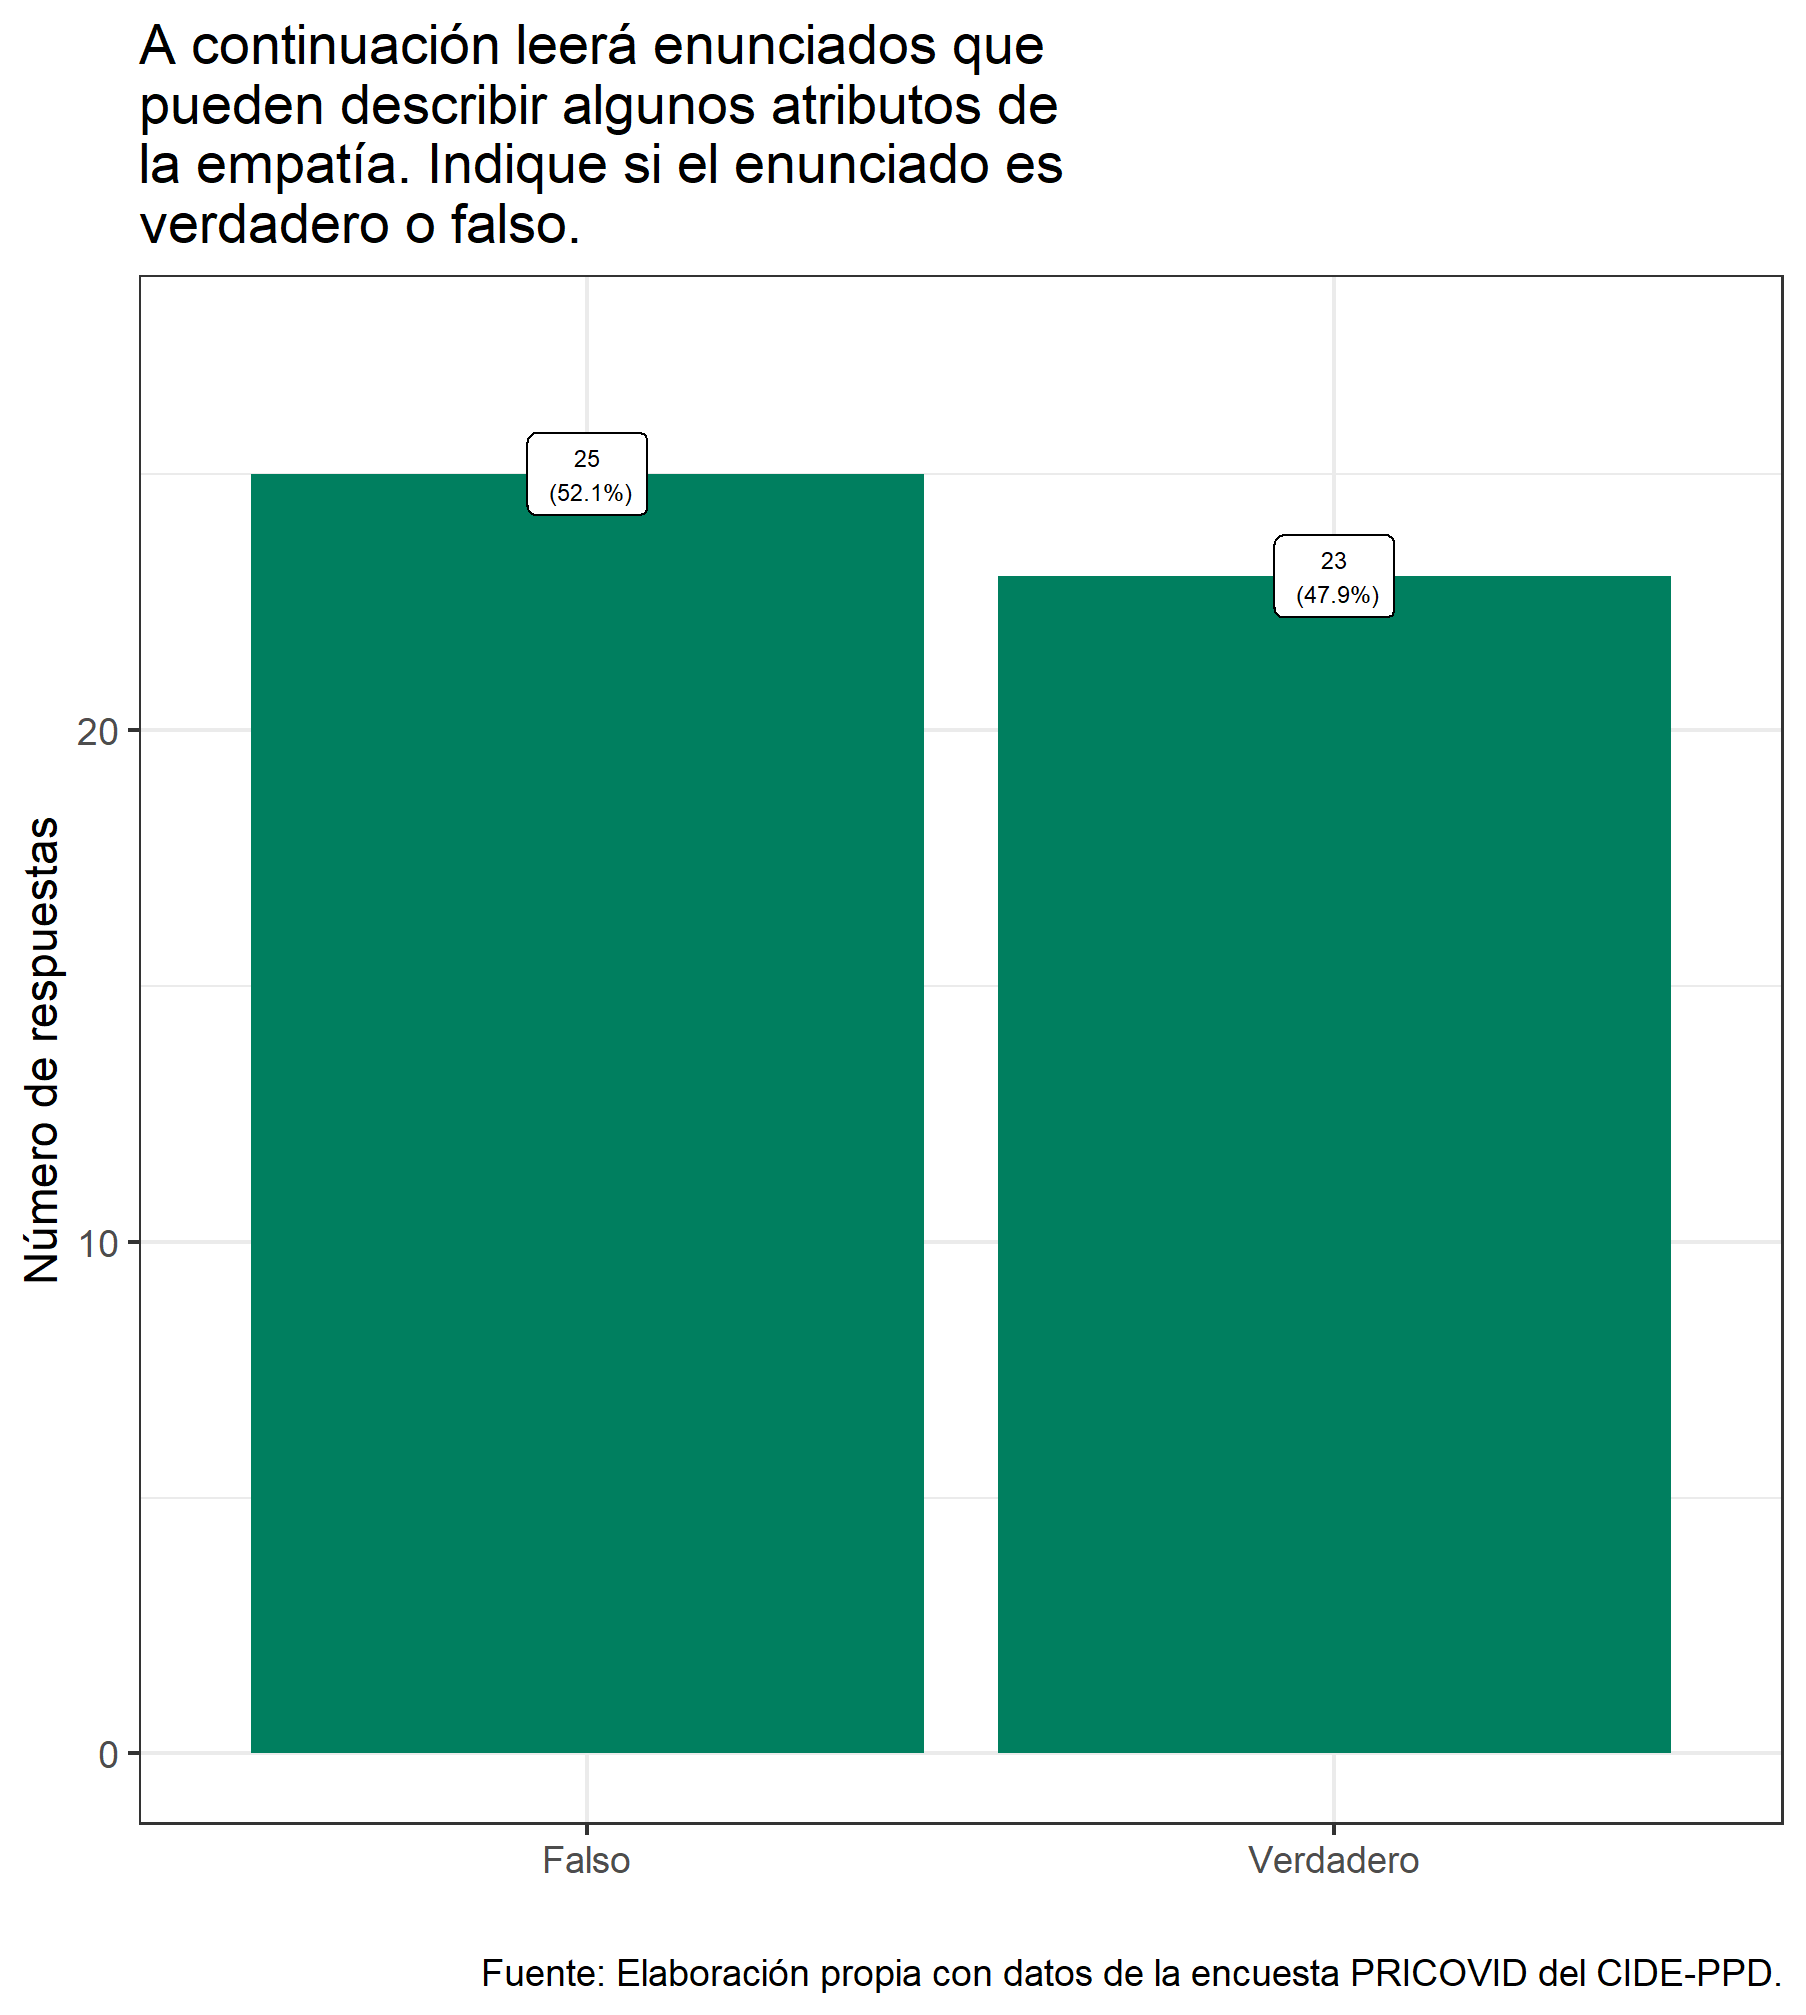 A continuación leerá enunciados que
pueden describir algunos atributos de
la empatía. Indique si el enunciado es
verdadero o falso.
25
(52.1%)
23
(47.9%)
20
10
0
Número de respuestas
Falso
Verdadero
Fuente: Elaboración propia con datos de la encuesta PRICOVID del CIDE-PPD.